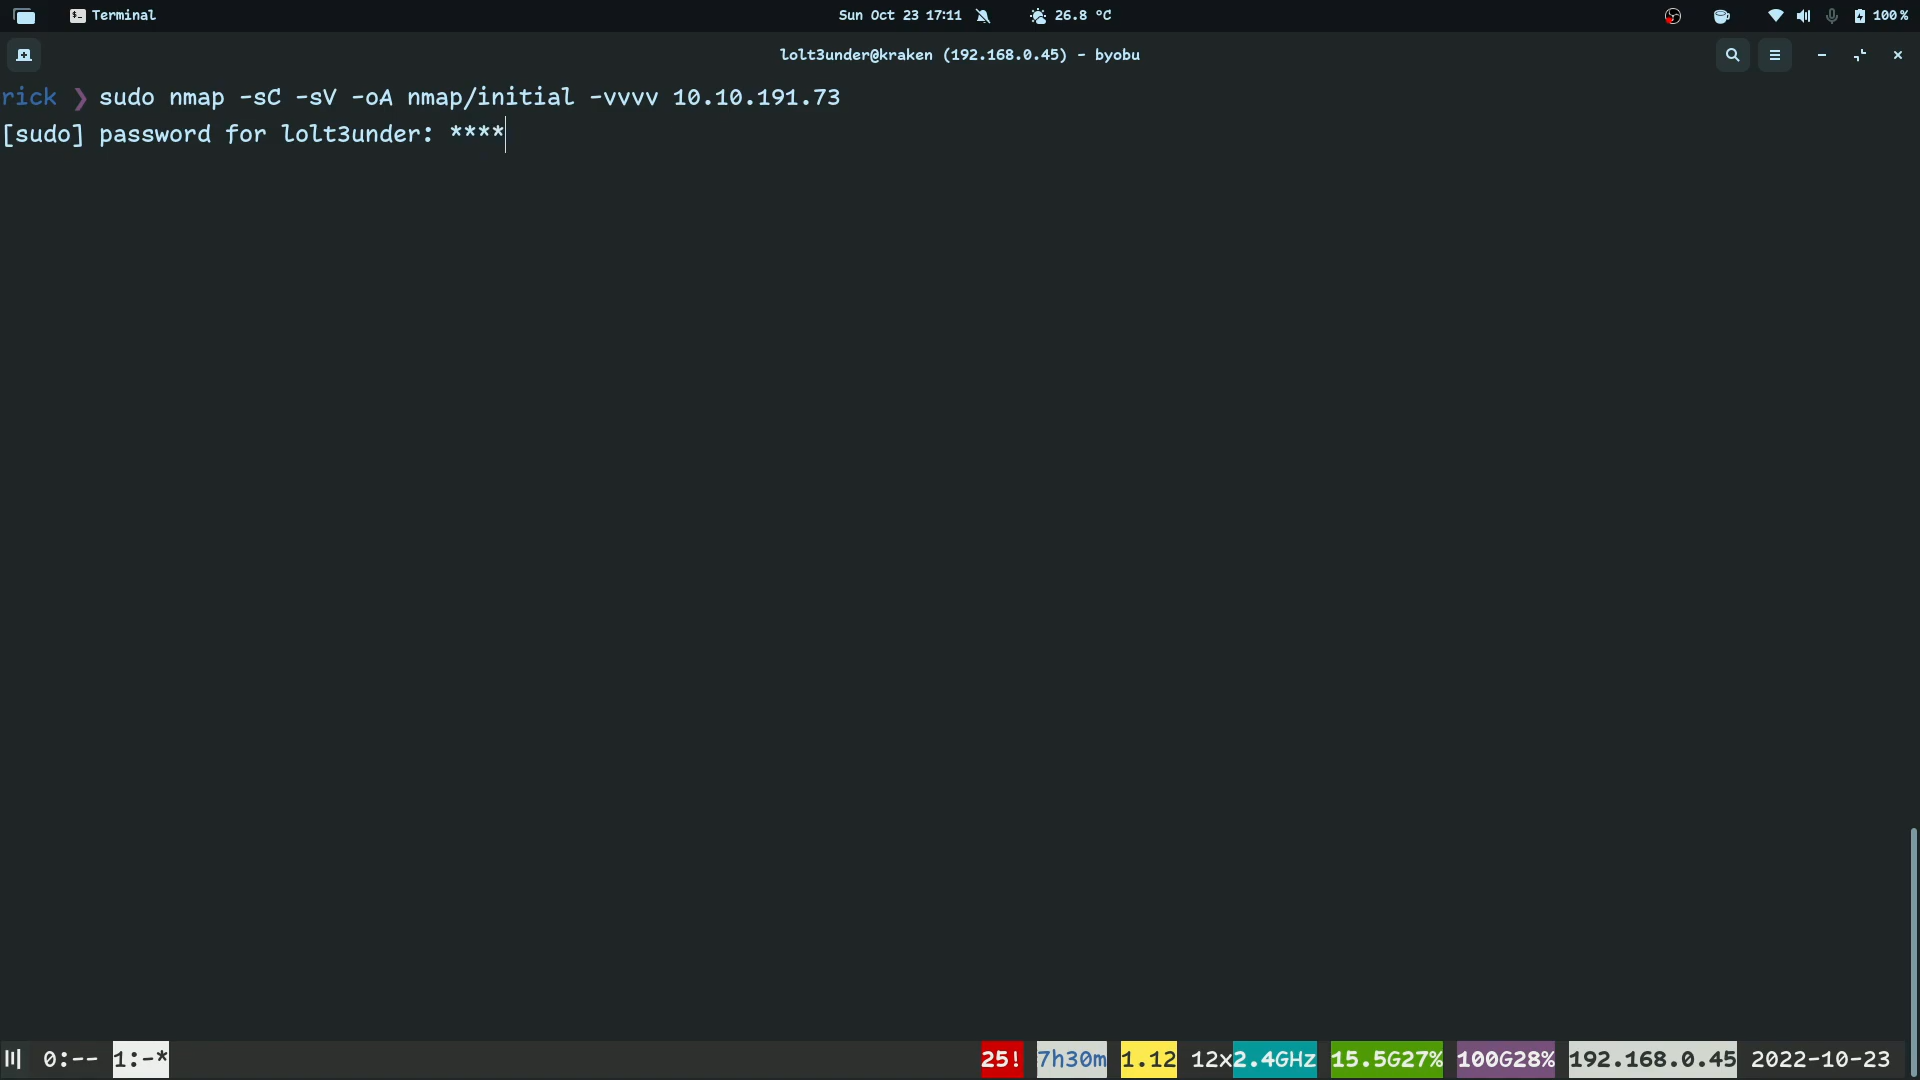 Terminal
Sun Oct 23 17:11
26.8 °C
100%
lolt3under@kraken (192.168.0.45) - byobu
rick ❯ sudo nmap -sC -sV -oA nmap/initial -vvvv 10.10.191.73
[sudo] password for lolt3under: ****
0:-- 1:-* 25! 7h30m 1.12 12x2.4GHz 15.5G27% 100G28% 192.168.0.45 2022-10-23